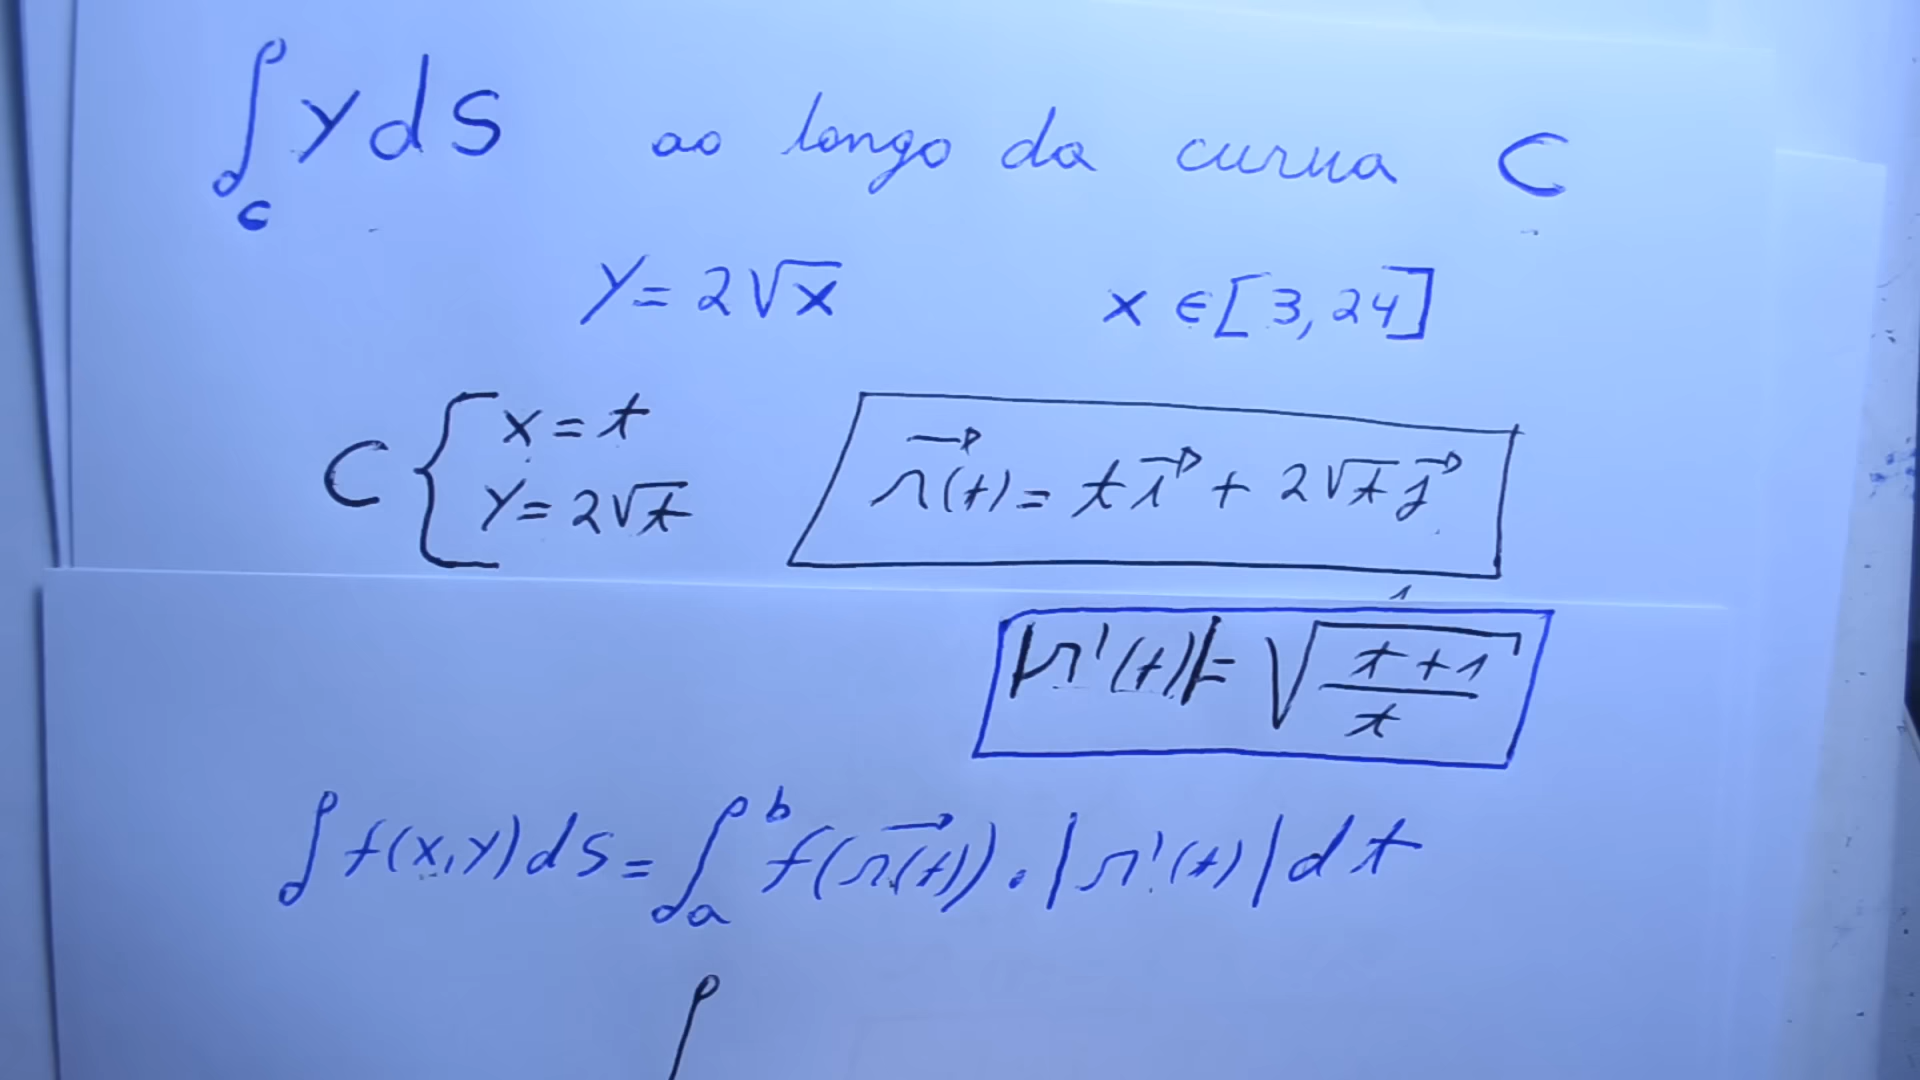 ∫_C y ds ao longo da curva C
y = 2√x x ∈ [3, 24]
C { x = t
y = 2√t
r⃗(t) = t i⃗ + 2√t j⃗
|r'(t)| = √((t+1)/t)
∫ f(x,y) ds = ∫_a^b f(r⃗(t)) · |r'(t)| dt
∫